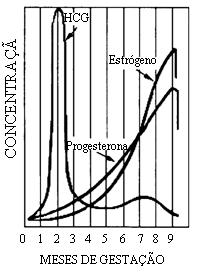 HCG
Estrógeno
Progesterona
CONCENTRAÇÃ
0 1 2 3 4 5 6 7 8 9
MESES DE GESTAÇÃO